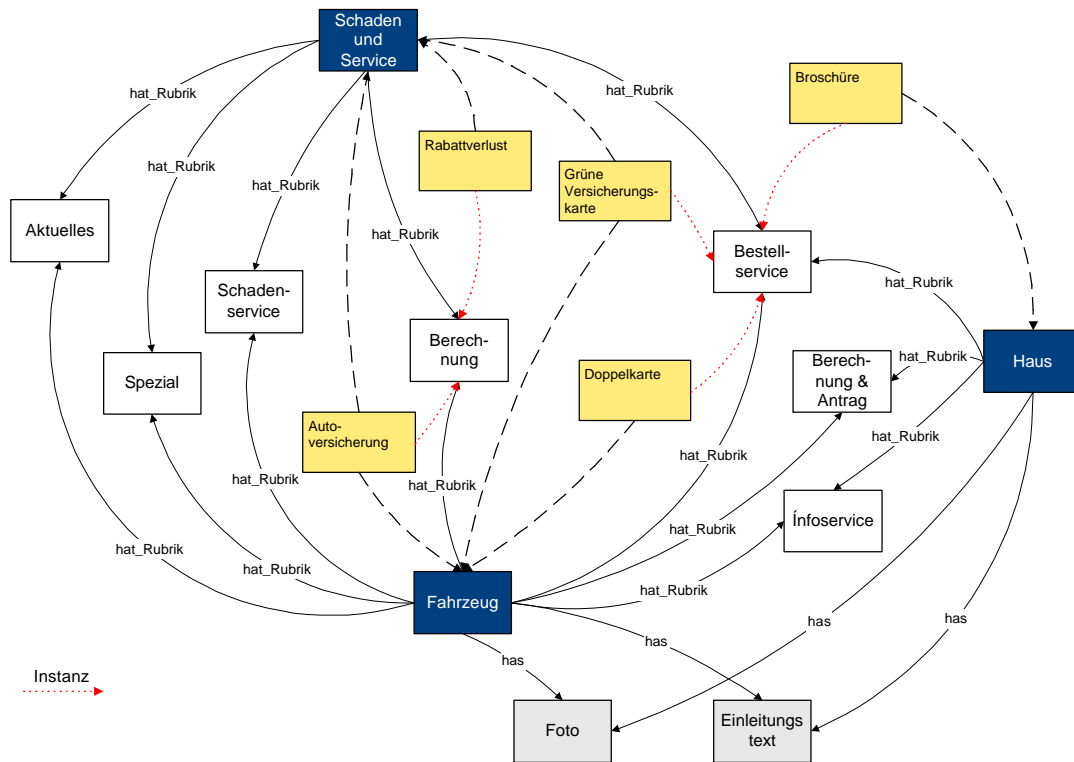 Schaden
und
Service
hat_Rubrik
hat_Rubrik
Broschüre
hat_Rubrik
Rabattverlust
hat_Rubrik
Grüne
Versicherungs-
karte
hat_Rubrik
Aktuelles
hat_Rubrik
Bestell-
service
hat_Rubrik
Schaden-
service
Berech-
nung
Haus
hat_Rubrik
Berech-
nung &
Antrag
Spezial
Doppelkarte
Auto-
versicherung
hat_Rubrik
hat_Rubrik
hat_Rubrik
hat_Rubrik
Ínfoservice
hat_Rubrik
hat_Rubrik
hat_Rubrik
hat_Rubrik
Fahrzeug
has
has
has
has
Instanz
Foto
Einleitungs
text